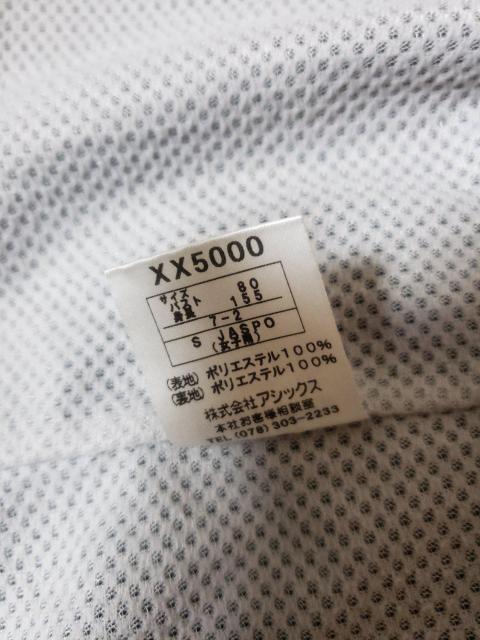 XX5000
サイズ
バスト 80
身長 155
7-2
S JASPO
(女子用)
(表地) ポリエステル100%
(裏地) ポリエステル100%
株式会社アシックス
本社お客様相談室
TEL(078) 303-2233